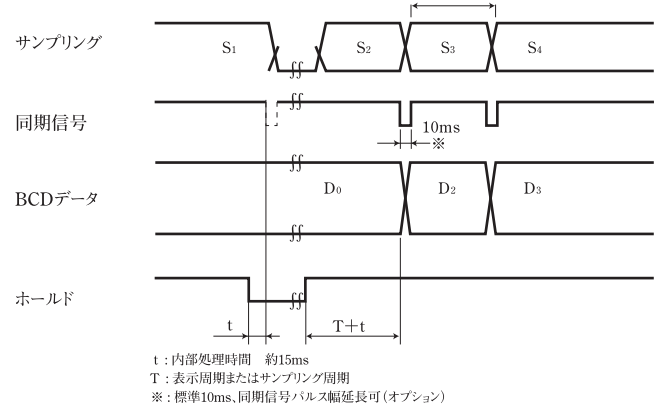 サンプリング
S1
S2
S3
S4
同期信号
10ms
※
BCDデータ
D0
D2
D3
ホールド
t
T+t
t：内部処理時間　約15ms
T：表示周期またはサンプリング周期
※：標準10ms、同期信号パルス幅延長可（オプション）